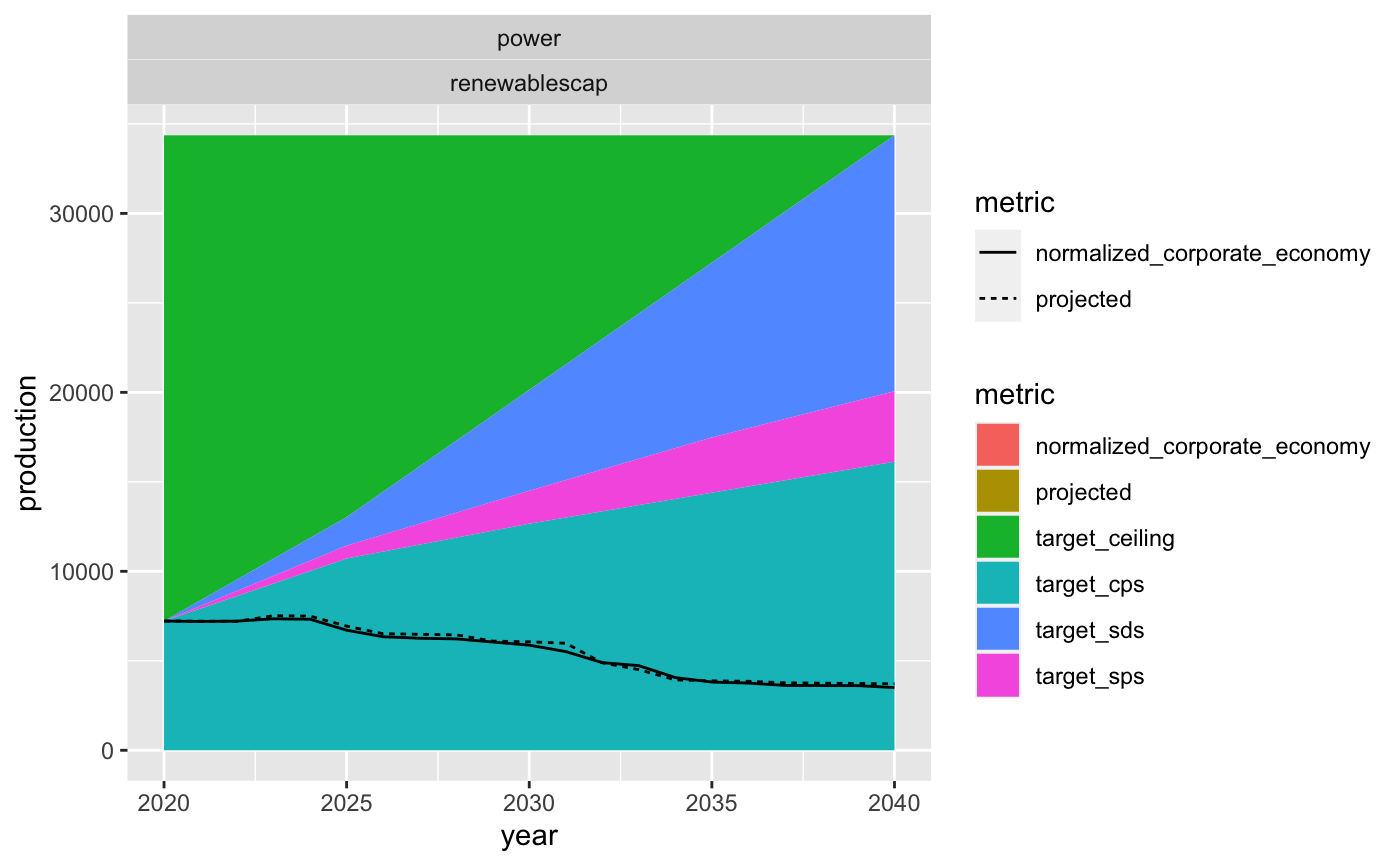 power
renewablescap
production
30000
20000
10000
0
2020 2025 2030 2035 2040
year
metric
normalized_corporate_economy
projected
metric
normalized_corporate_economy
projected
target_ceiling
target_cps
target_sds
target_sps